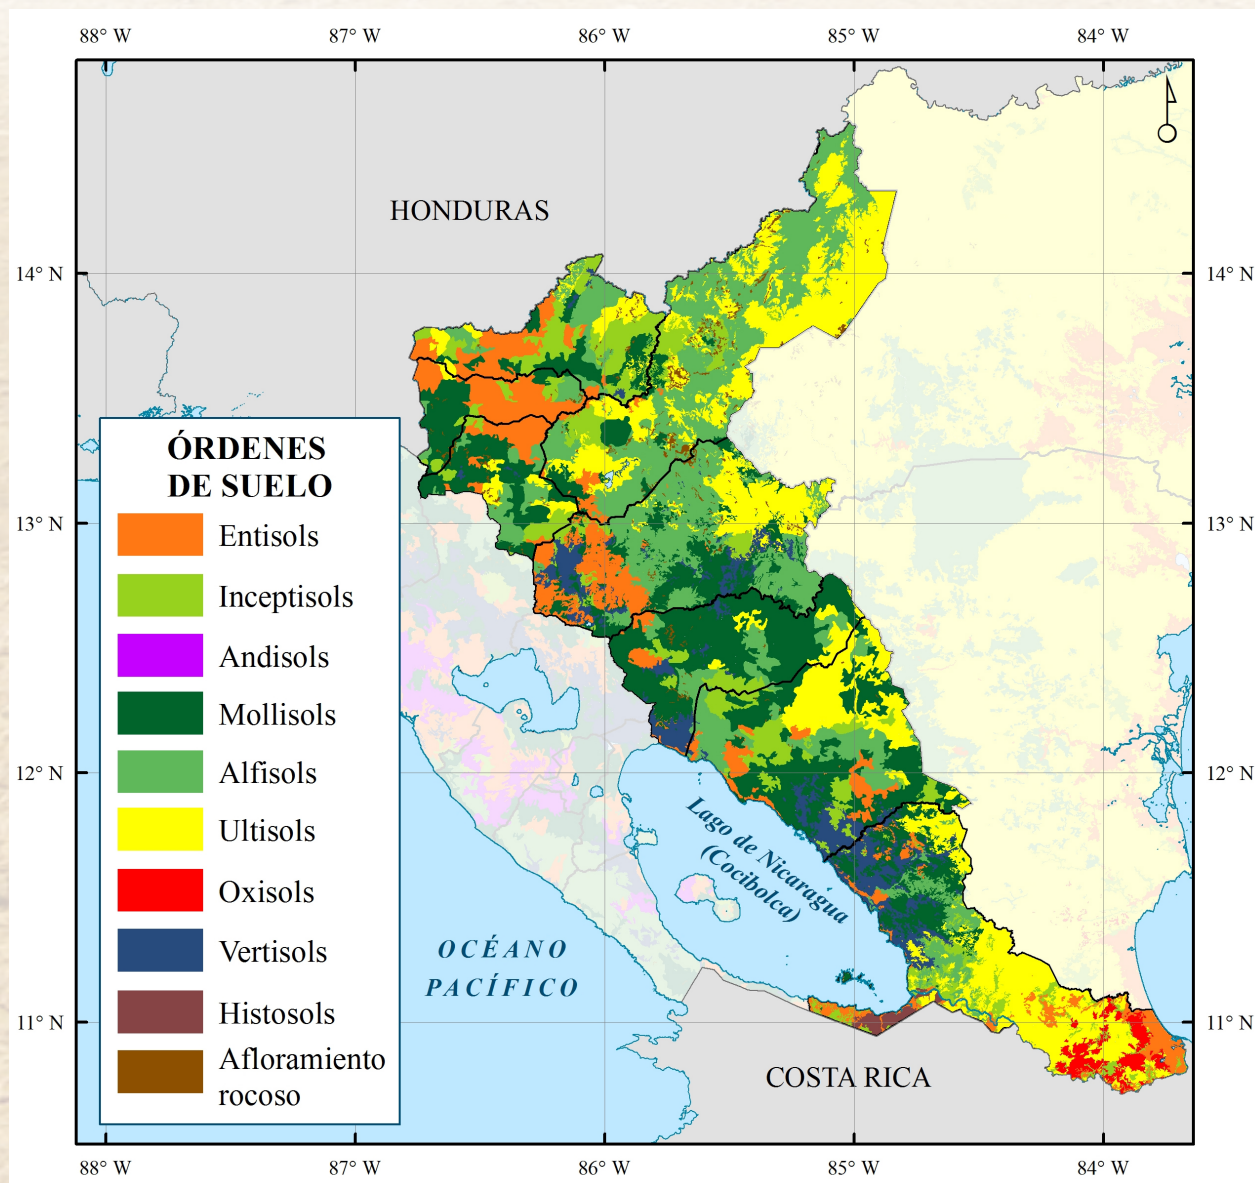 88° W 87° W 86° W 85° W 84° W
HONDURAS
14° N 14° N
ÓRDENES
DE SUELO
Entisols
Inceptisols
Andisols
Mollisols
Alfisols
Ultisols
Oxisols
Vertisols
Histosols
Afloramiento
rocoso
13° N 13° N
12° N 12° N
Lago de Nicaragua
(Cocibolca)
OCÉANO
PACÍFICO
11° N 11° N
COSTA RICA
88° W 87° W 86° W 85° W 84° W